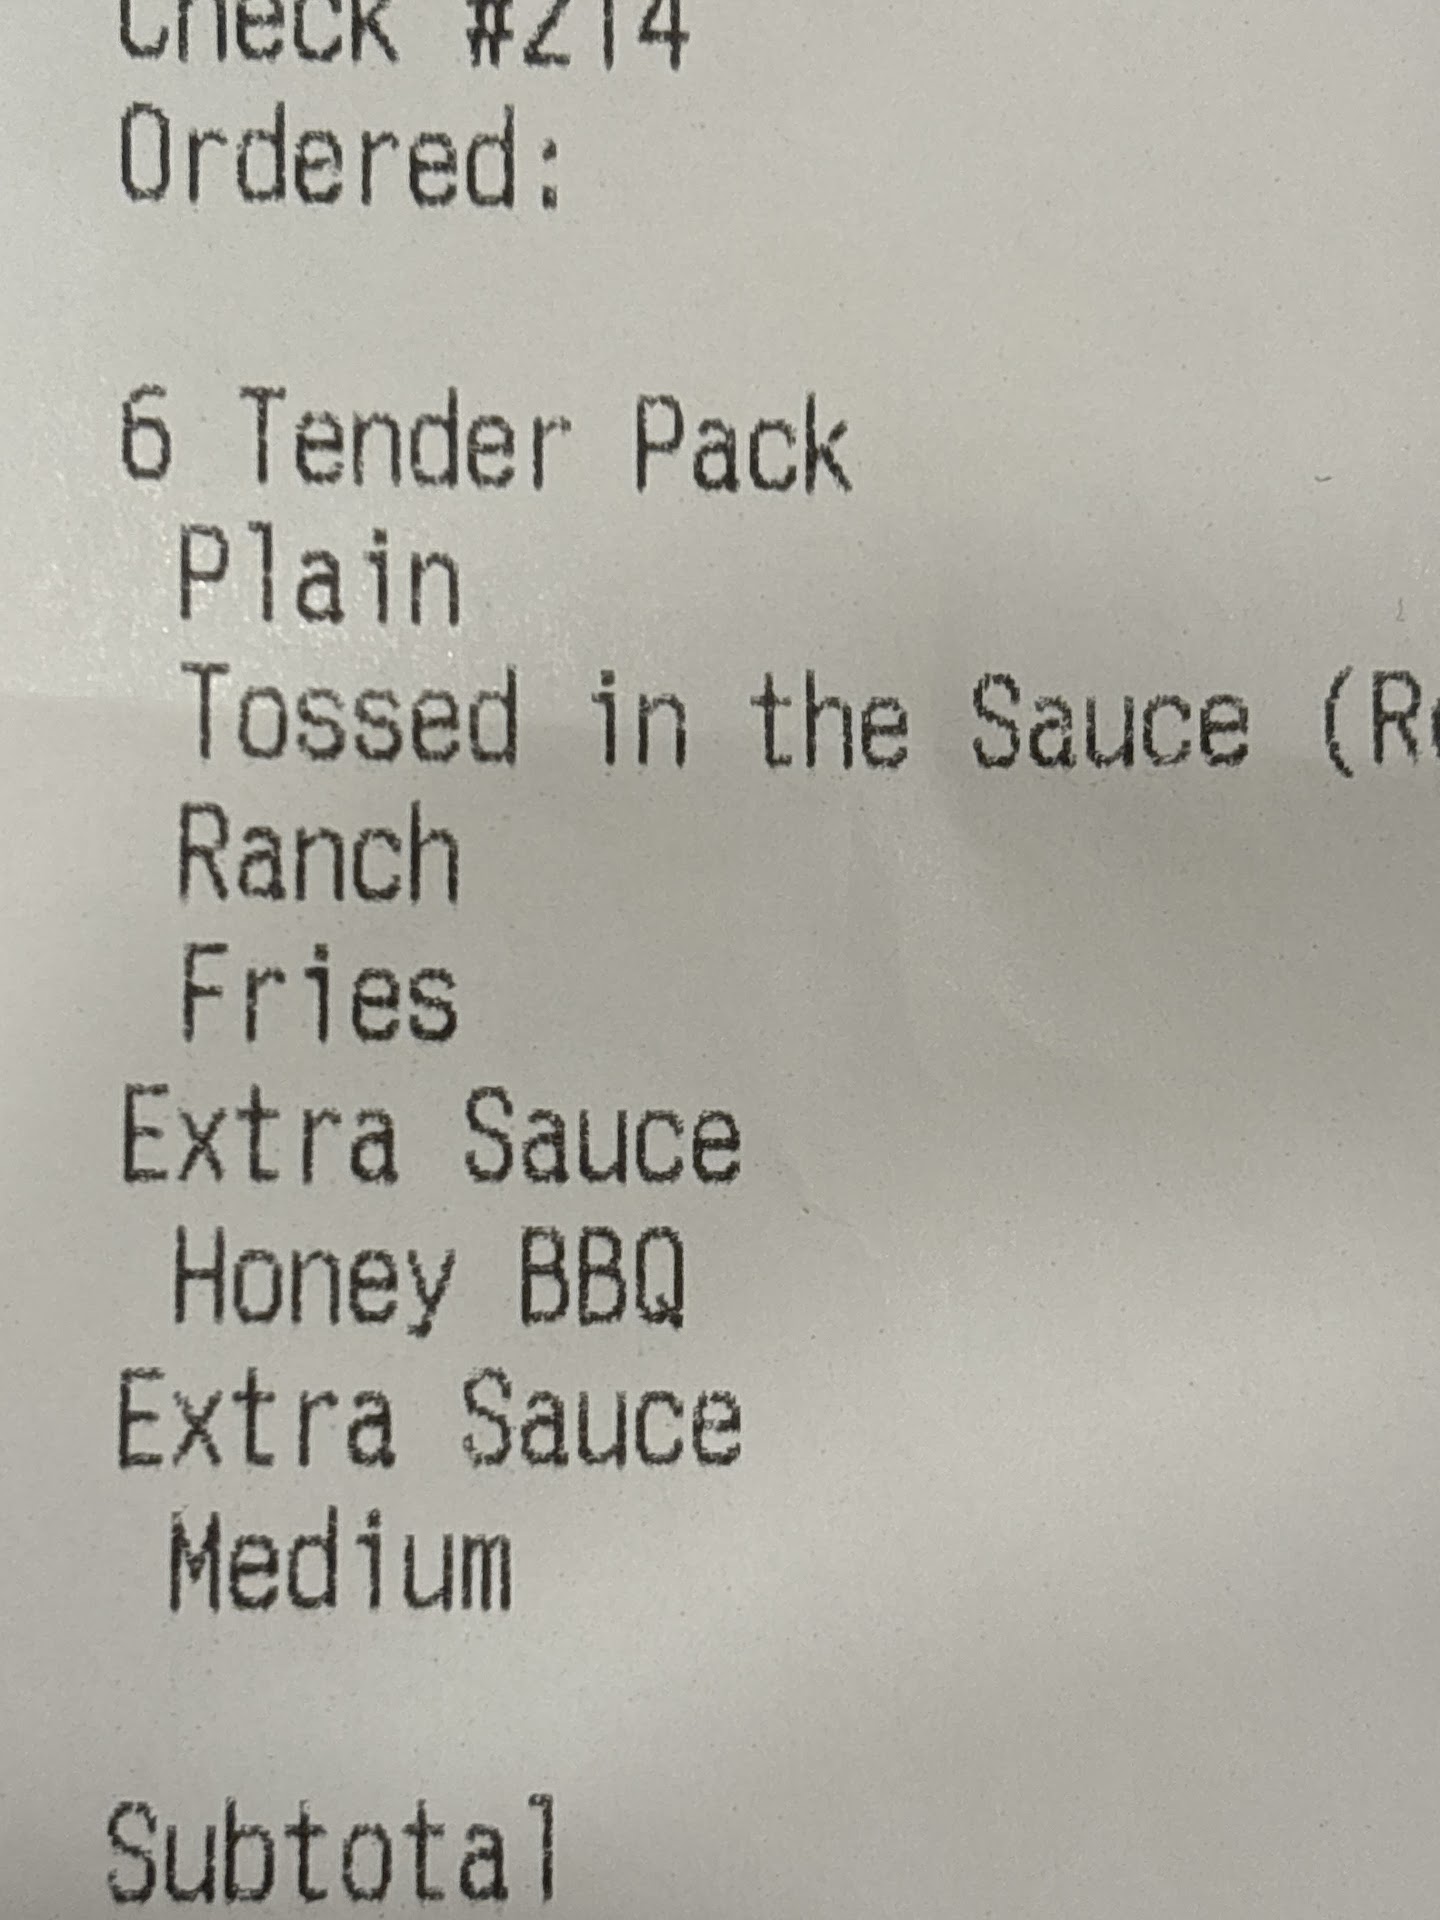 Check #214
Ordered:
6 Tender Pack
Plain
Tossed in the Sauce
Ranch
Fries
Extra Sauce
Honey BBQ
Extra Sauce
Medium
Subtotal